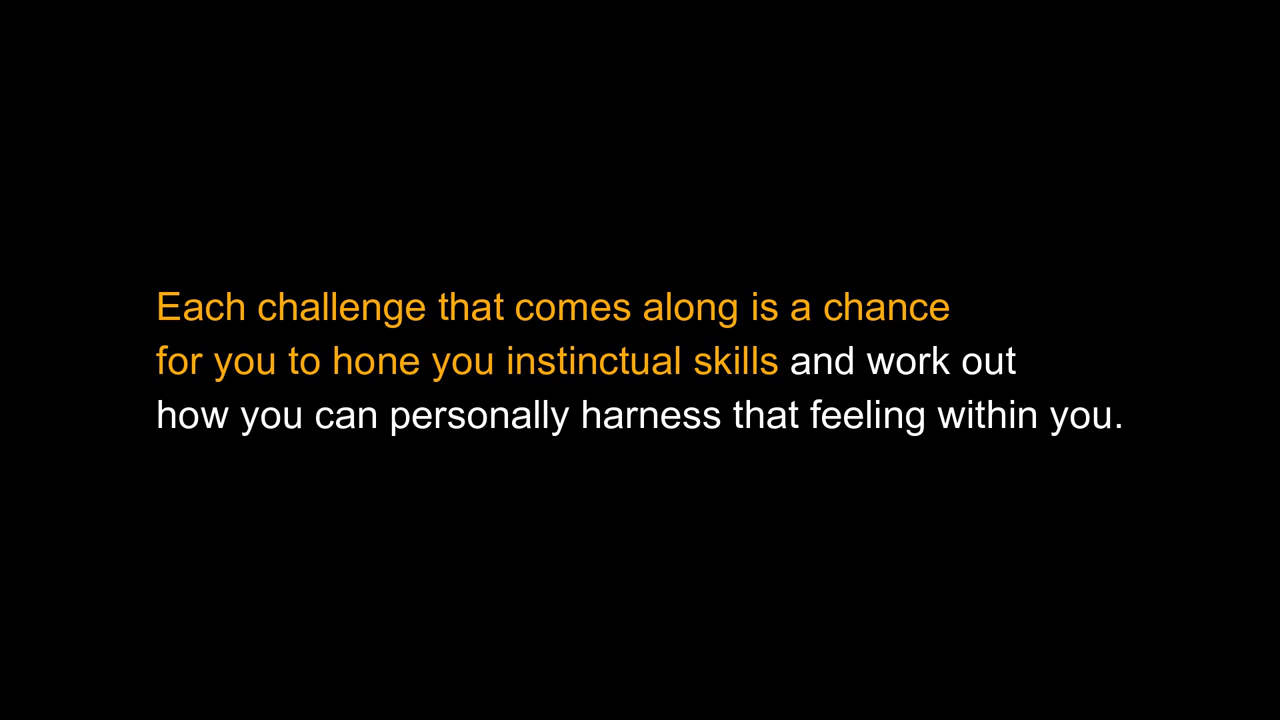 Each challenge that comes along is a chance
for you to hone you instinctual skills and work out
how you can personally harness that feeling within you.